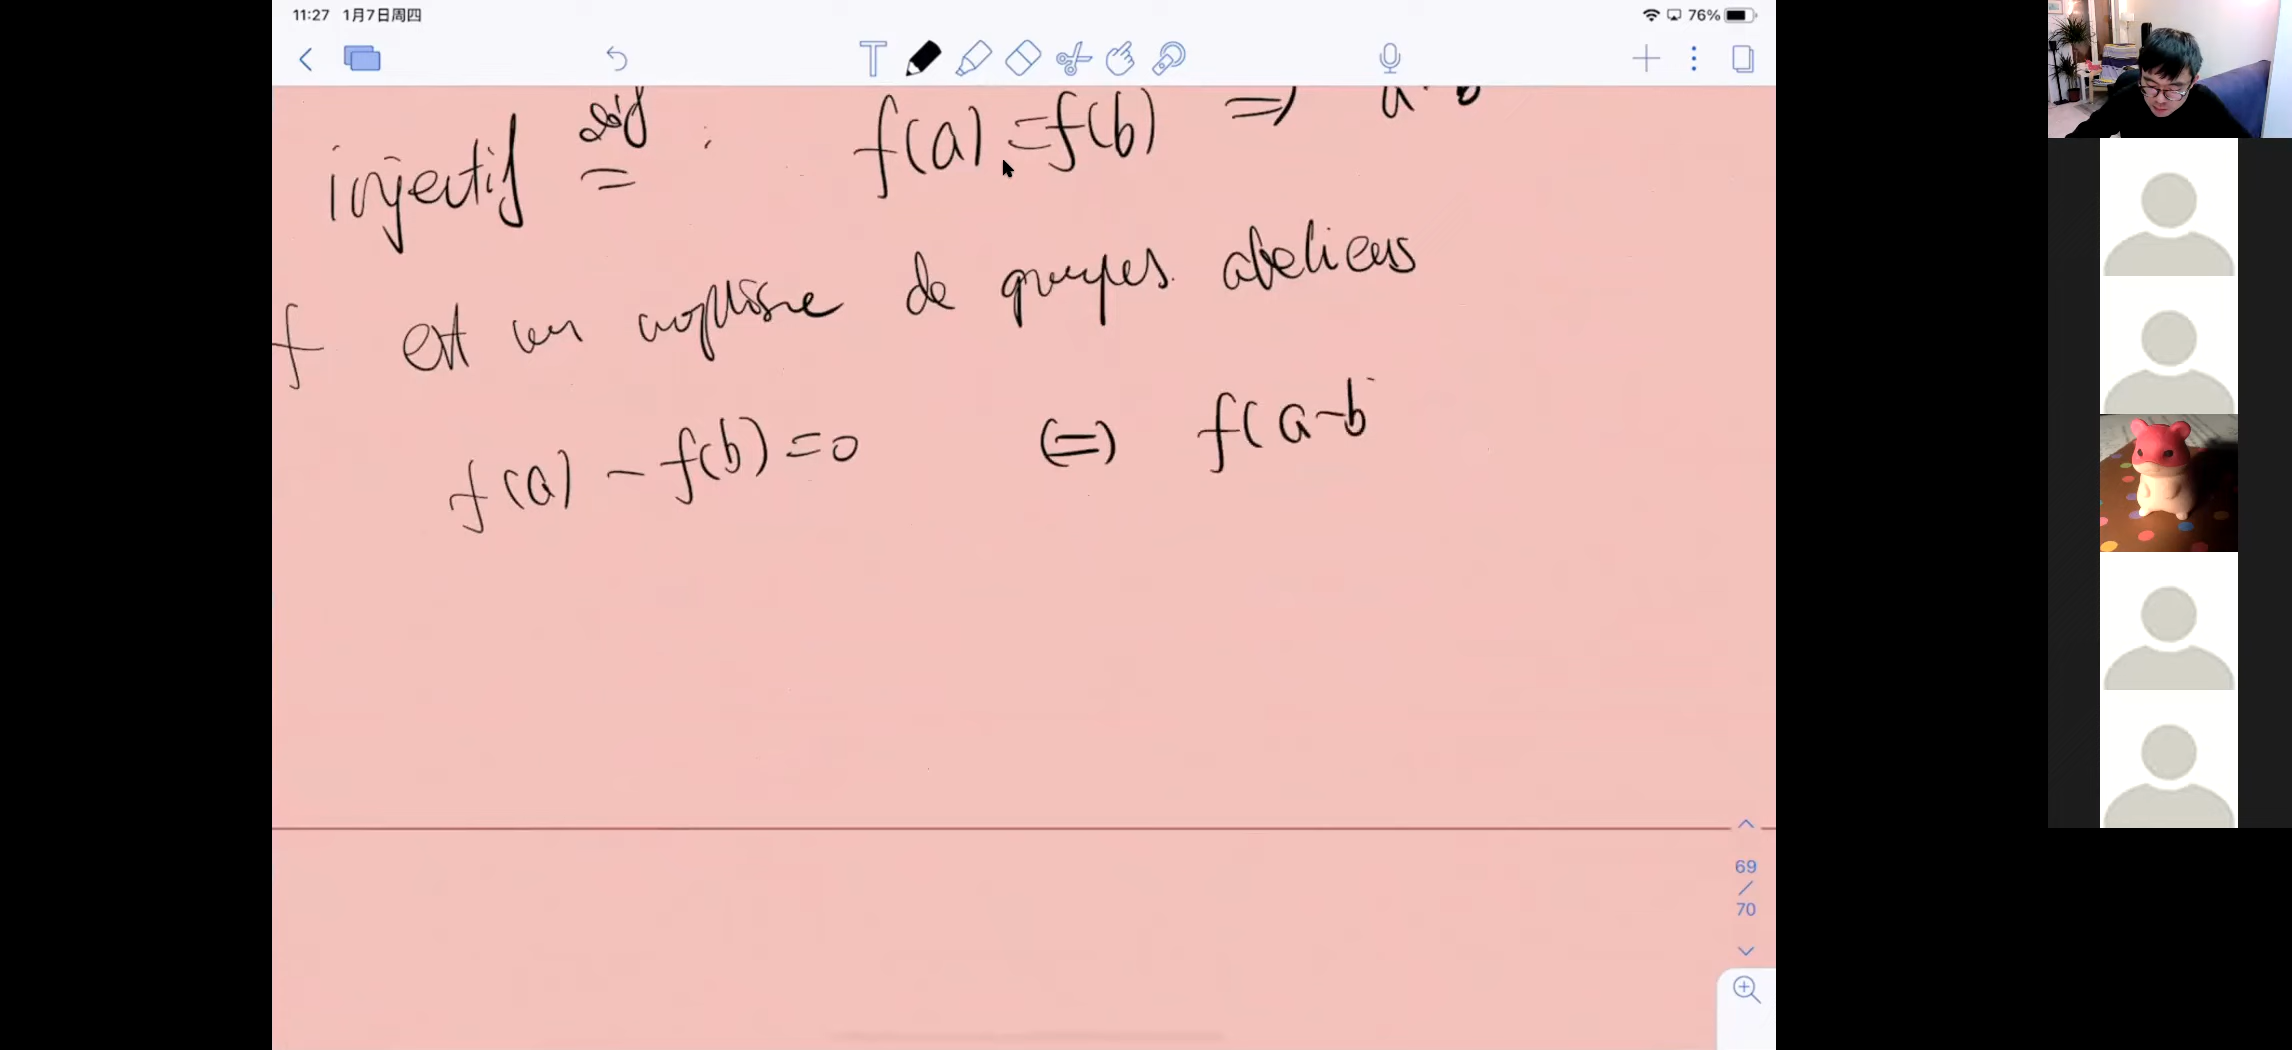 11:27 1月7日周四 76%
injectif déf = : f(a) = f(b) ⇒ a = b
f est un morphisme de groupes abeliens
f(a) - f(b) = 0 (=) f(a-b
69
/
70